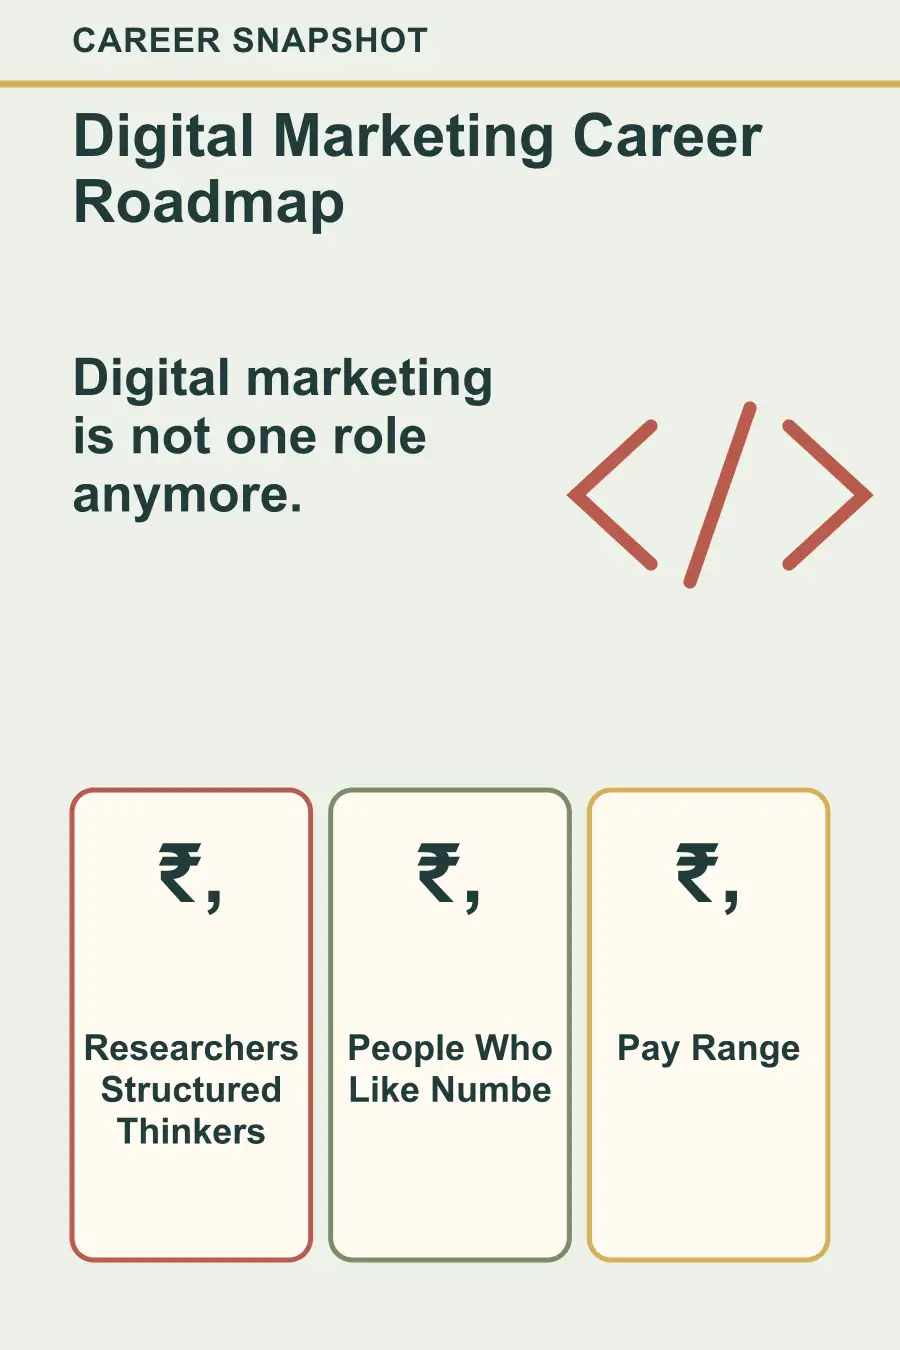 CAREER SNAPSHOT
Digital Marketing Career
Roadmap
Digital marketing
is not one role
anymore.
</>
₹,
Researchers
Structured
Thinkers
₹,
People Who
Like Numbe
₹,
Pay Range